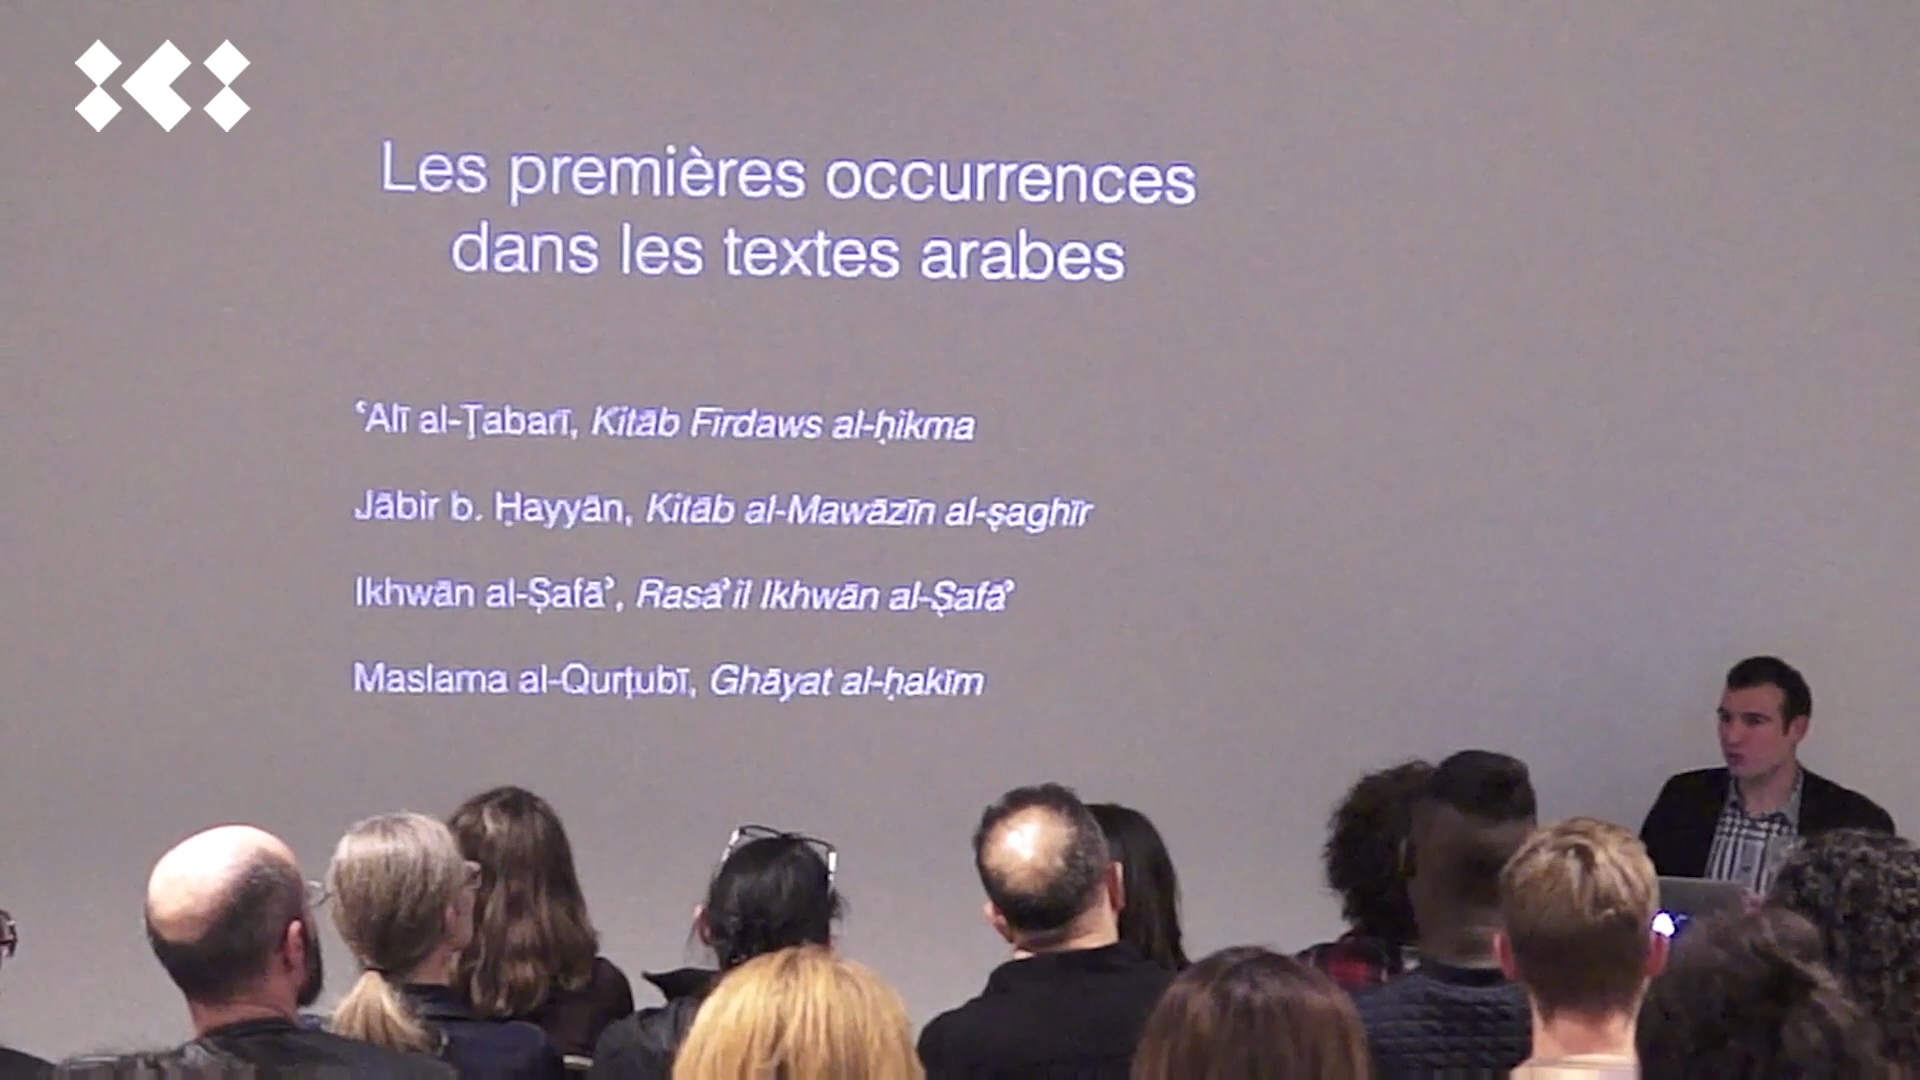 Les premières occurrences
dans les textes arabes
ʿAlī al-Ṭabarī, Kitāb Firdaws al-ḥikma
Jābir b. Ḥayyān, Kitāb al-Mawāzīn al-ṣaghīr
Ikhwān al-Ṣafāʾ, Rasāʾil Ikhwān al-Ṣafāʾ
Maslama al-Qurṭubī, Ghāyat al-ḥakīm